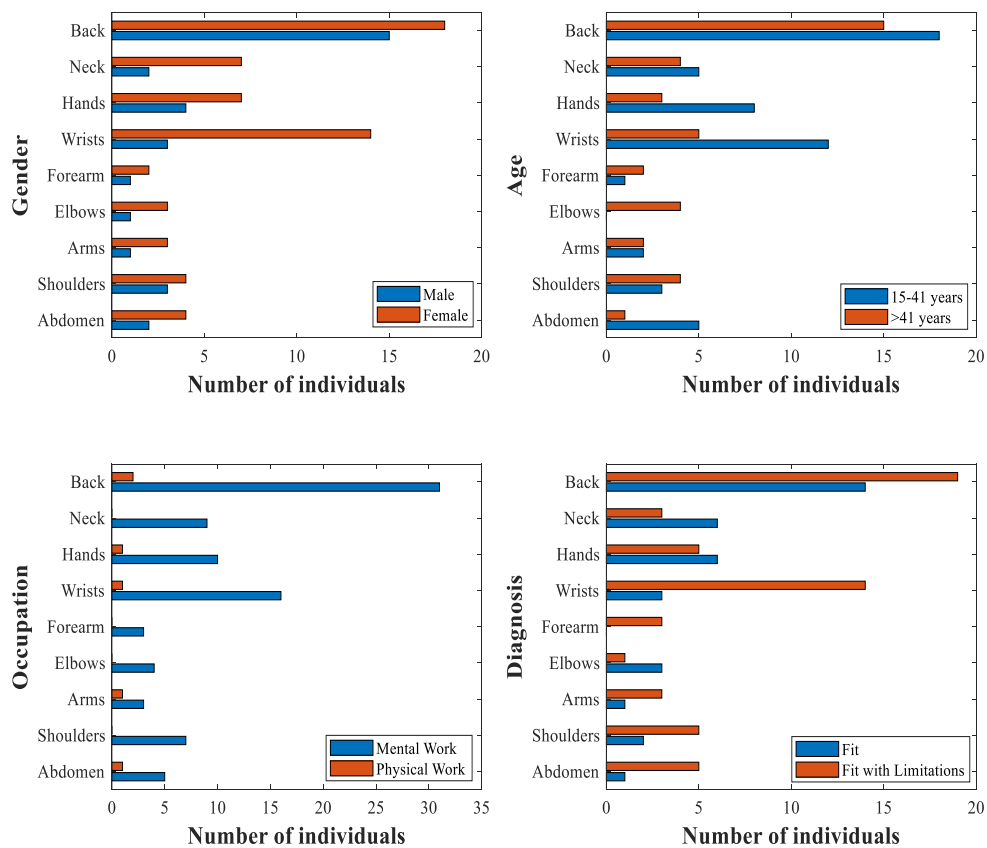 Gender
Back
Neck
Hands
Wrists
Forearm
Elbows
Arms
Shoulders
Abdomen
Male
Female
0 5 10 15 20
Number of individuals
Age
Back
Neck
Hands
Wrists
Forearm
Elbows
Arms
Shoulders
Abdomen
15-41 years
>41 years
0 5 10 15 20
Number of individuals
Occupation
Back
Neck
Hands
Wrists
Forearm
Elbows
Arms
Shoulders
Abdomen
Mental Work
Physical Work
0 5 10 15 20 25 30 35
Number of individuals
Diagnosis
Back
Neck
Hands
Wrists
Forearm
Elbows
Arms
Shoulders
Abdomen
Fit
Fit with Limitations
0 5 10 15 20
Number of individuals